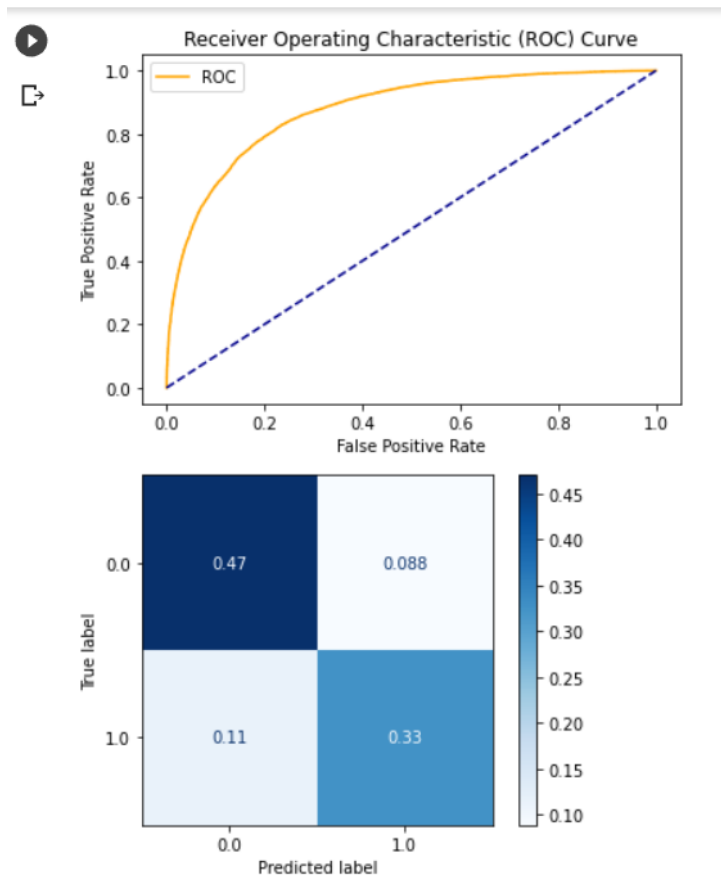 Receiver Operating Characteristic (ROC) Curve
ROC
1.0
0.8
0.6
0.4
0.2
0.0
True Positive Rate
0.0 0.2 0.4 0.6 0.8 1.0
False Positive Rate
0.47 0.088
0.11 0.33
0.0
1.0
True label
0.0 1.0
Predicted label
0.45
0.40
0.35
0.30
0.25
0.20
0.15
0.10